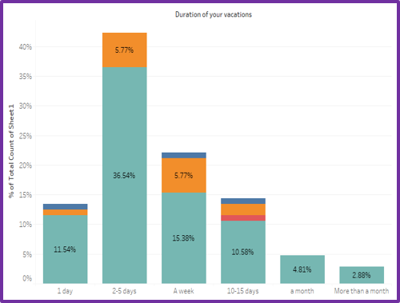 Duration of your vacations
% of Total Count of Sheet1
40%
35%
30%
25%
20%
15%
10%
5%
0%
5.77%
36.54%
5.77%
15.38%
11.54%
10.58%
4.81%
2.88%
1 day
2-5 days
A week
10-15 days
a month
More than a month